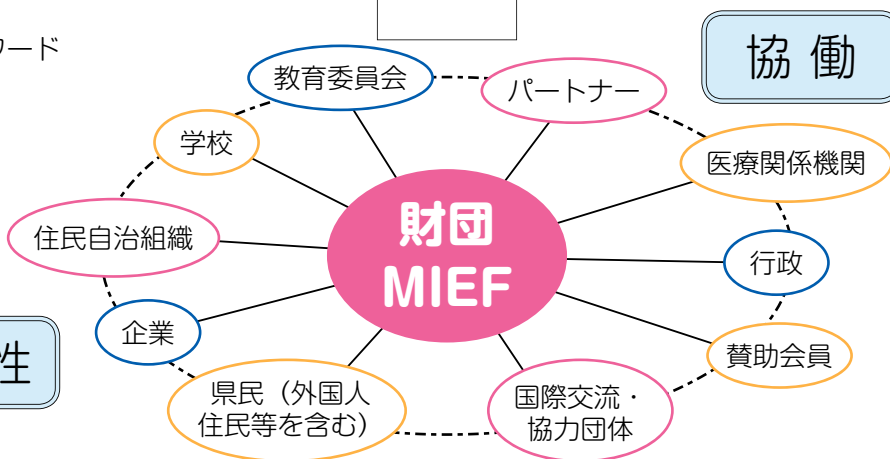 ワード
協働
教育委員会
パートナー
学校
医療関係機関
住民自治組織
財団
MIEF
行政
企業
性
賛助会員
県民(外国人
住民等を含む)
国際交流・
協力団体